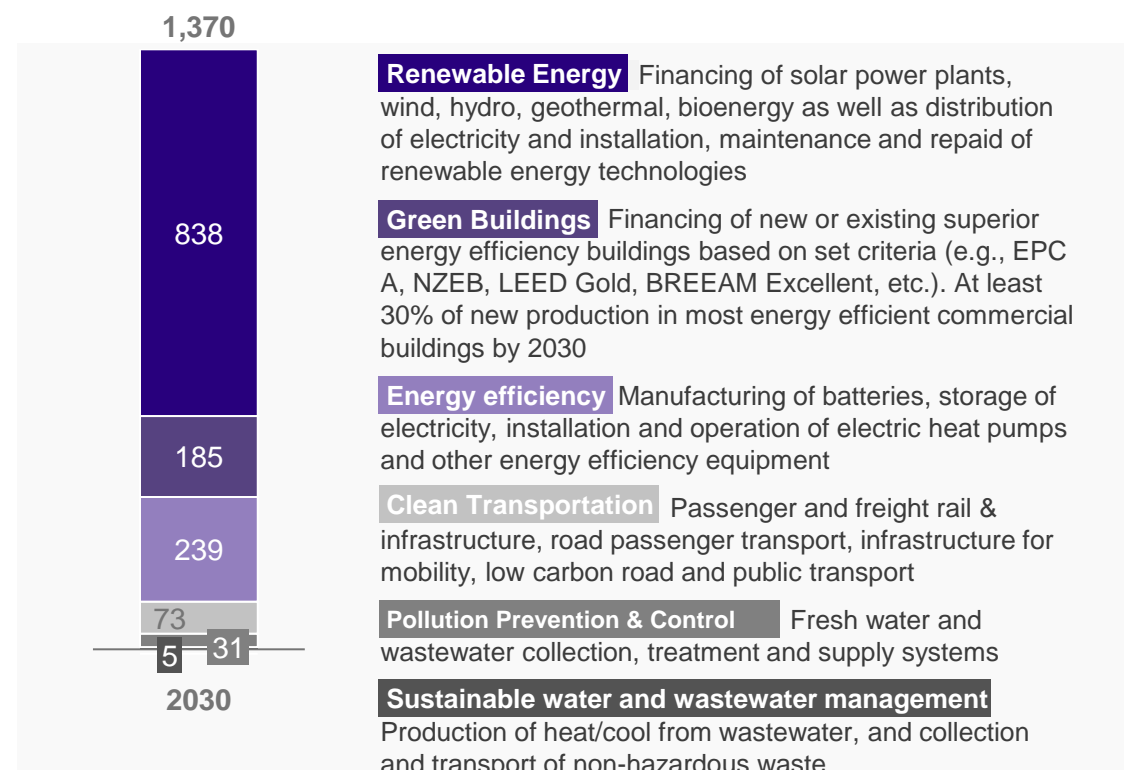 1,370
838
185
239
73
5
31
2030
Renewable Energy Financing of solar power plants,
wind, hydro, geothermal, bioenergy as well as distribution
of electricity and installation, maintenance and repaid of
renewable energy technologies
Green Buildings Financing of new or existing superior
energy efficiency buildings based on set criteria (e.g., EPC
A, NZEB, LEED Gold, BREEAM Excellent, etc.). At least
30% of new production in most energy efficient commercial
buildings by 2030
Energy efficiency Manufacturing of batteries, storage of
electricity, installation and operation of electric heat pumps
and other energy efficiency equipment
Clean Transportation Passenger and freight rail &
infrastructure, road passenger transport, infrastructure for
mobility, low carbon road and public transport
Pollution Prevention & Control Fresh water and
wastewater collection, treatment and supply systems
Sustainable water and wastewater management
Production of heat/cool from wastewater, and collection
and transport of non-hazardous waste